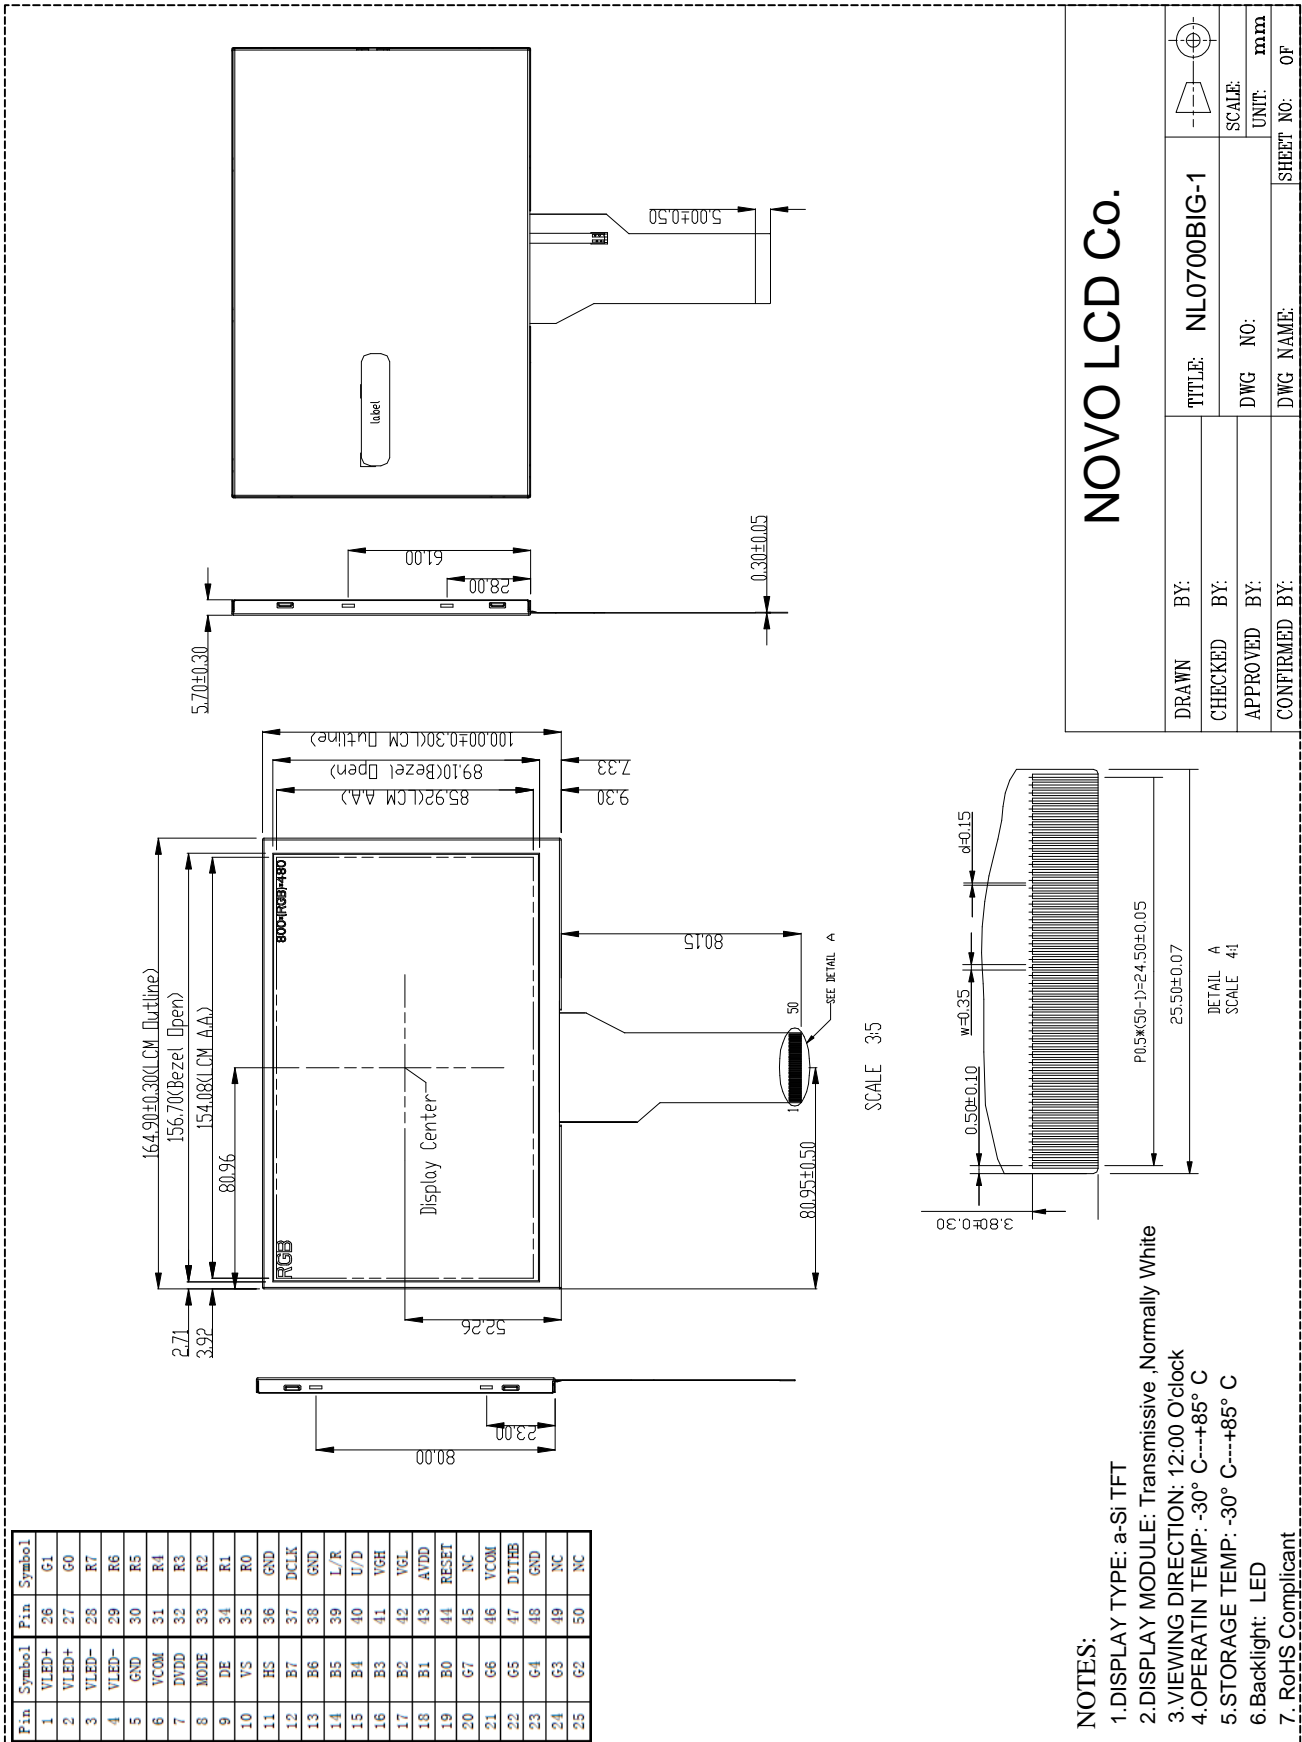 Pin Symbol Pin Symbol
1 VLED+ 26 G1
2 VLED+ 27 G0
3 VLED- 28 R7
4 VLED- 29 R6
5 GND 30 R5
6 VCOM 31 R4
7 DVDD 32 R3
8 MODE 33 R2
9 DE 34 R1
10 VS 35 R0
11 HS 36 GND
12 B7 37 DCLK
13 B6 38 GND
14 B5 39 L/R
15 B4 40 U/D
16 B3 41 VGH
17 B2 42 VGL
18 B1 43 AVDD
19 B0 44 RESET
20 G7 45 NC
21 G6 46 VCOM
22 G5 47 DITHB
23 G4 48 GND
24 G3 49 NC
25 G2 50 NC
80.00
23.00
2.71
3.92
164.90±0.30(LCM Outline)
156.70(Bezel Open)
154.08(LCM A.A.)
80.96
RGB
800*(RGB)*480
Display Center
52.26
100.00±0.30(LCM Outline)
89.10(Bezel Open)
85.92(LCM A.A.)
7.33
9.30
80.15
1
50
SEE DETAIL A
80.95±0.50
SCALE 3:5
5.70±0.30
61.00
28.00
0.30±0.05
label
5.00±0.50
3.80±0.30
0.50±0.10
w=0.35
d=0.15
P0.5*(50-1)=24.50±0.05
25.50±0.07
DETAIL A
SCALE 4:1
NOTES:
1.DISPLAY TYPE: a-Si TFT
2.DISPLAY MODULE: Transmissive ,Normally White
3.VIEWING DIRECTION: 12:00 O'clock
4.OPERATIN TEMP: -30° C---+85° C
5.STORAGE TEMP: -30° C---+85° C
6.Backlight: LED
7. RoHS Complicant
NOVO LCD Co.
DRAWN BY:
CHECKED BY:
APPROVED BY:
CONFIRMED BY:
TITLE: NL0700BIG-1
DWG NO:
DWG NAME:
SCALE:
UNIT: mm
SHEET NO: OF